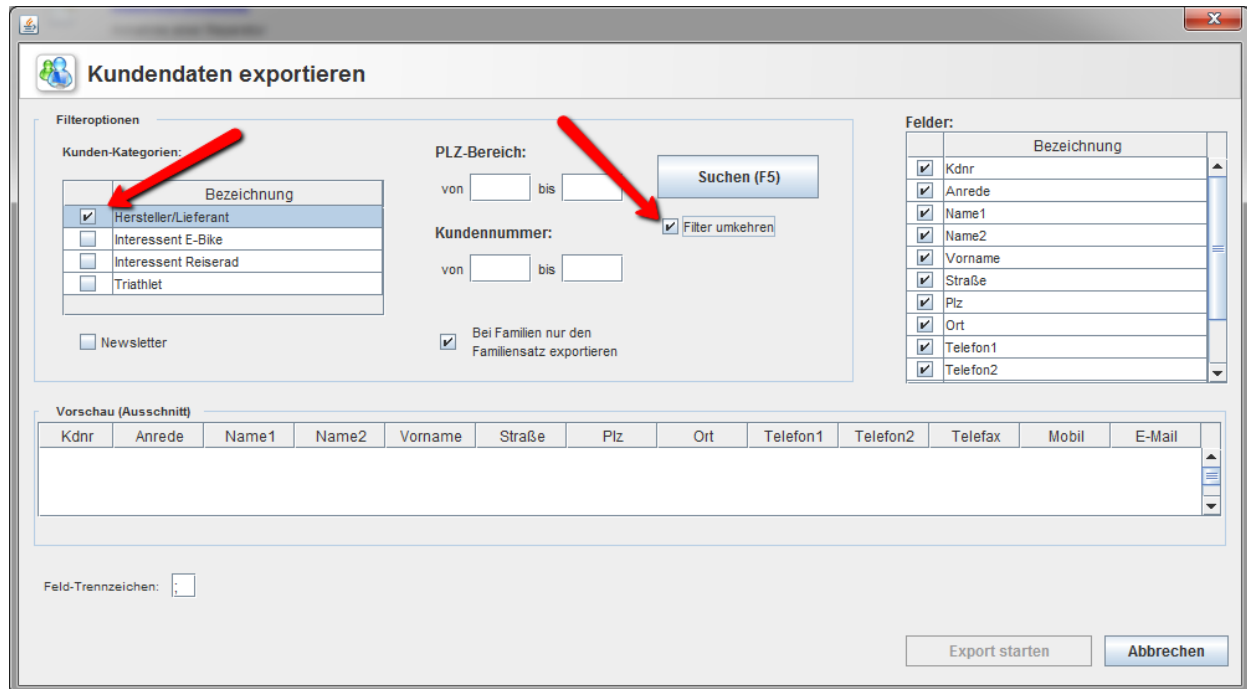 Kundendaten exportieren
Filteroptionen
Kunden-Kategorien:
Bezeichnung
Hersteller/Lieferant
Interessent E-Bike
Interessent Reiserad
Triathlet
Newsletter
PLZ-Bereich:
von bis
Kundennummer:
von bis
Bei Familien nur den
Familiensatz exportieren
Suchen (F5)
Filter umkehren
Felder:
Bezeichnung
Kdnr
Anrede
Name1
Name2
Vorname
Straße
Plz
Ort
Telefon1
Telefon2
Vorschau (Ausschnitt)
Kdnr Anrede Name1 Name2 Vorname Straße Plz Ort Telefon1 Telefon2 Telefax Mobil E-Mail
Feld-Trennzeichen: ;
Export starten Abbrechen